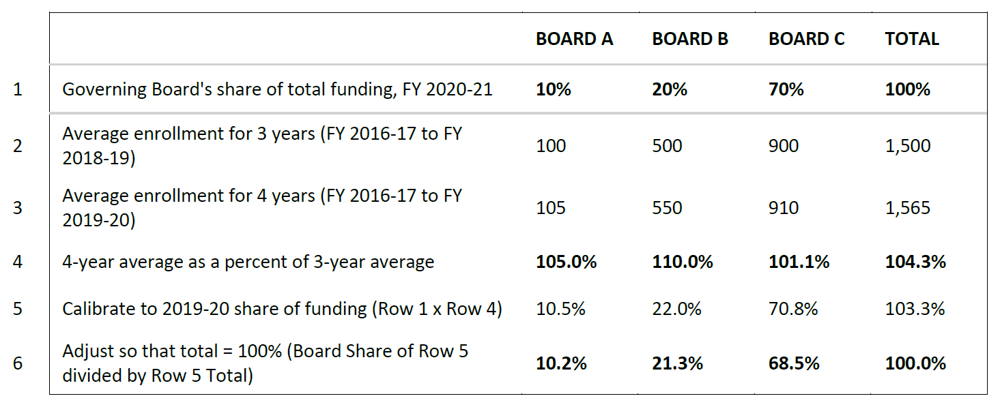 BOARD A BOARD B BOARD C TOTAL
1 Governing Board's share of total funding, FY 2020-21 10% 20% 70% 100%
Average enrollment for 3 years (FY 2016-17 to FY
2 100 500 900 1,500
2018-19)
Average enrollment for 4 years (FY 2016-17 to FY
3 105 550 910 1,565
2019-20)
4 4-year average as a percent of 3-year average 105.0% 110.0% 101.1% 104.3%
5 Calibrate to 2019-20 share of funding (Row 1 x Row 4) 10.5% 22.0% 70.8% 103.3%
Adjust so that total = 100% (Board Share of Row 5
6 10.2% 21.3% 68.5% 100.0%
divided by Row 5 Total)